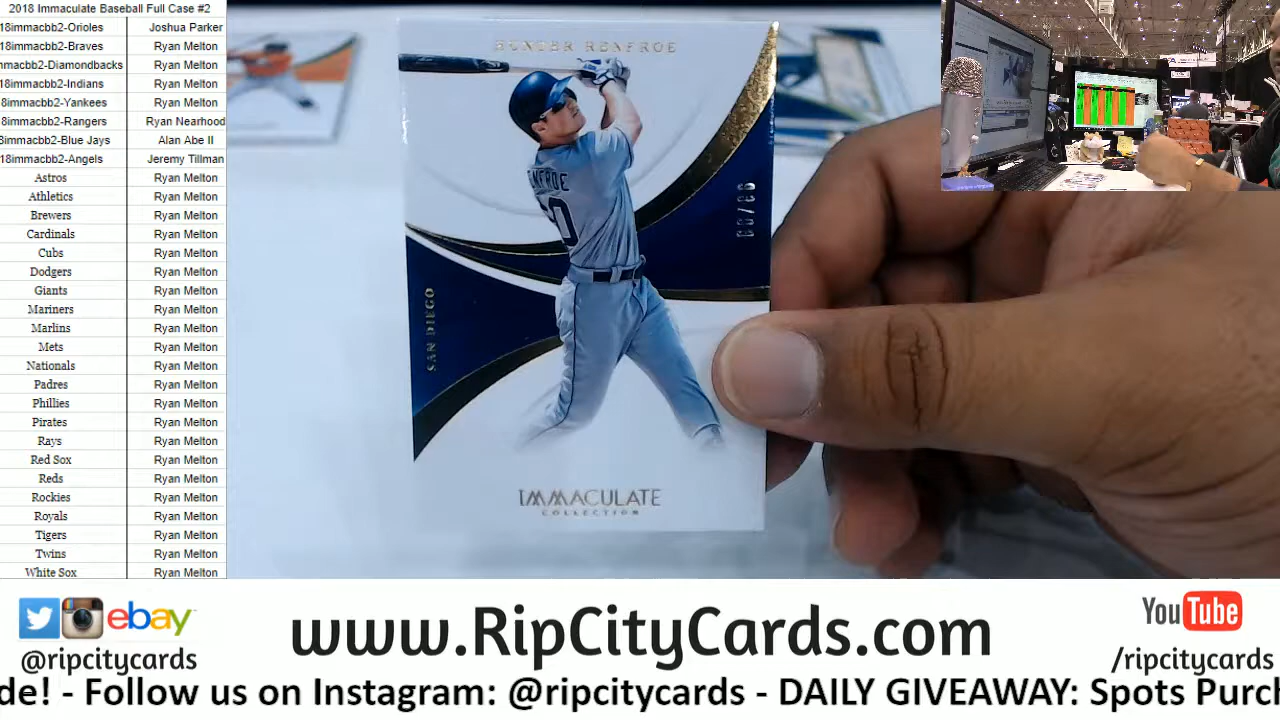 2018 Immaculate Baseball Full Case #2
18immacbb2-Orioles Joshua Parker
18immacbb2-Braves Ryan Melton
macbb2-Diamondbacks Ryan Melton
18immacbb2-Indians Ryan Melton
8immacbb2-Yankees Ryan Melton
8immacbb2-Rangers Ryan Nearhood
8immacbb2-Blue Jays Alan Abe II
18immacbb2-Angels Jeremy Tillman
Astros Ryan Melton
Athletics Ryan Melton
Brewers Ryan Melton
Cardinals Ryan Melton
Cubs Ryan Melton
Dodgers Ryan Melton
Giants Ryan Melton
Mariners Ryan Melton
Marlins Ryan Melton
Mets Ryan Melton
Nationals Ryan Melton
Padres Ryan Melton
Phillies Ryan Melton
Pirates Ryan Melton
Rays Ryan Melton
Red Sox Ryan Melton
Reds Ryan Melton
Rockies Ryan Melton
Royals Ryan Melton
Tigers Ryan Melton
Twins Ryan Melton
White Sox Ryan Melton
HUNTER RENFROE
SAN DIEGO
IMMACULATE
COLLECTION
ebay
@ripcitycards
www.RipCityCards.com
YouTube
/ripcitycards
de! - Follow us on Instagram: @ripcitycards - DAILY GIVEAWAY: Spots Purch